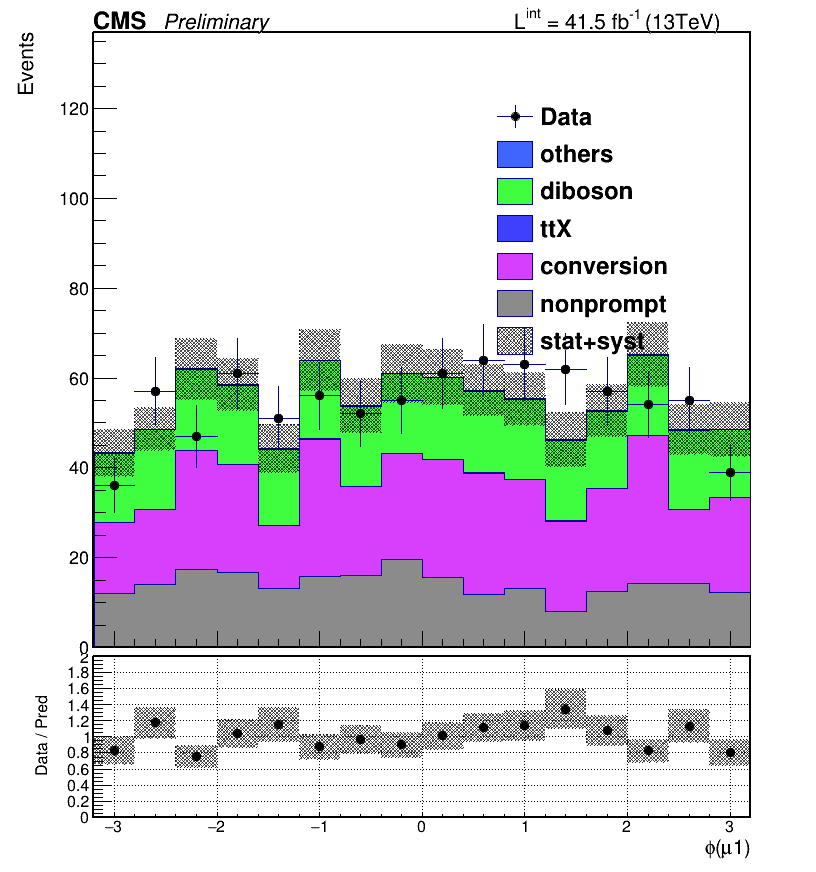 CMS Preliminary L^int = 41.5 fb^-1 (13TeV)
Events
120
100
80
60
40
20
0
Data
others
diboson
ttX
conversion
nonprompt
stat+syst
Data / Pred
2
1.8
1.6
1.4
1.2
1
0.8
0.6
0.4
0.2
0
−3 −2 −1 0 1 2 3
ϕ(μ1)